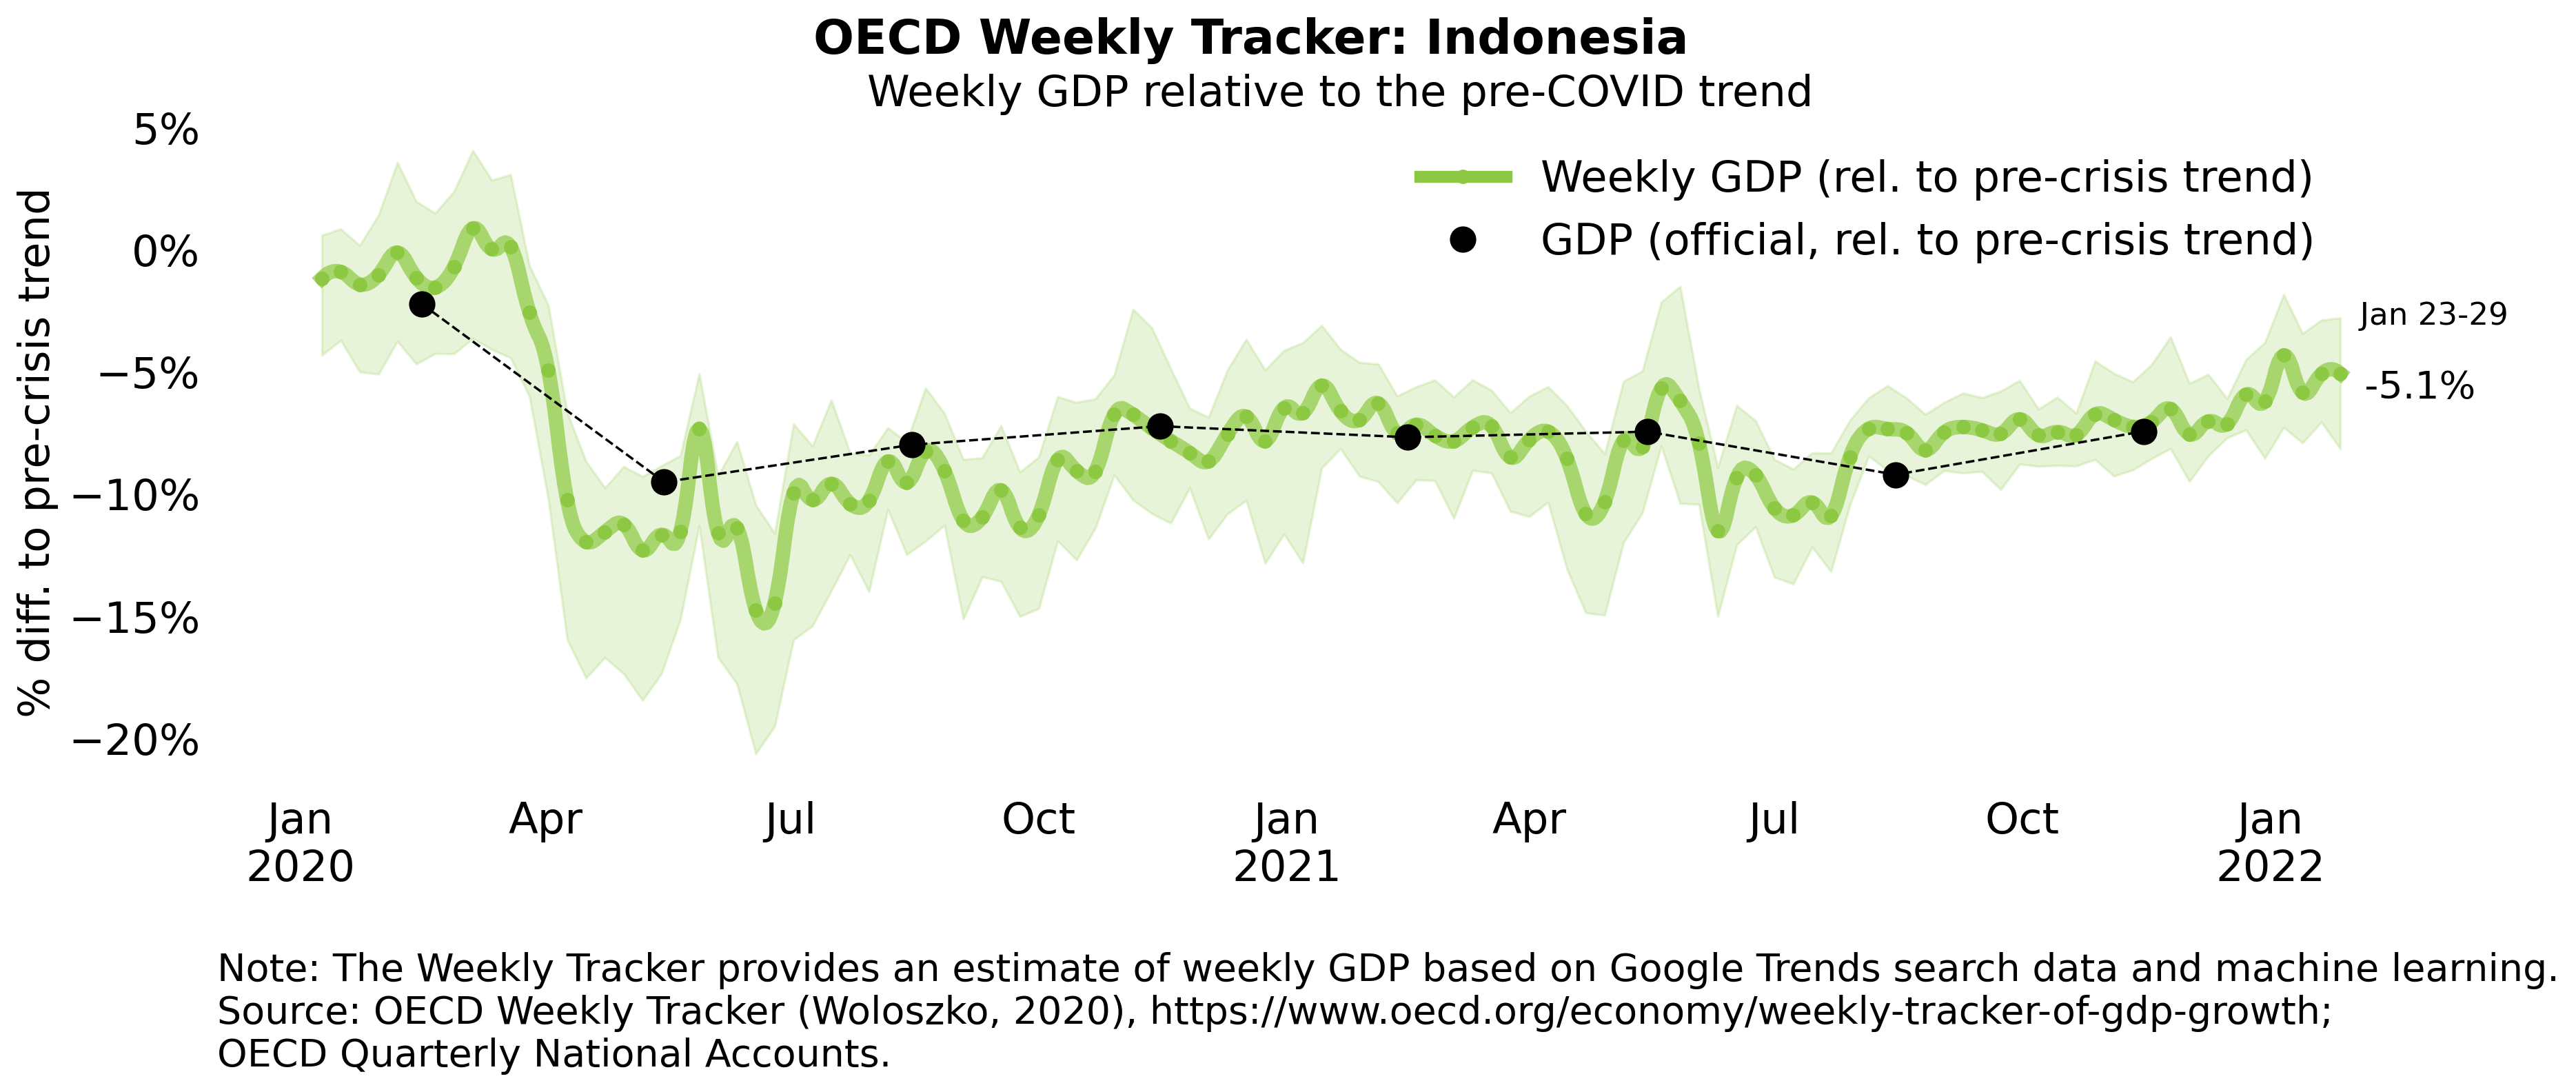 OECD Weekly Tracker: Indonesia
Weekly GDP relative to the pre-COVID trend
% diff. to pre-crisis trend
5%
0%
−5%
−10%
−15%
−20%
Weekly GDP (rel. to pre-crisis trend)
GDP (official, rel. to pre-crisis trend)
Jan 23-29
-5.1%
Jan Apr Jul Oct Jan Apr Jul Oct Jan
2020 2021 2022
Note: The Weekly Tracker provides an estimate of weekly GDP based on Google Trends search data and machine learning.
Source: OECD Weekly Tracker (Woloszko, 2020), https://www.oecd.org/economy/weekly-tracker-of-gdp-growth;
OECD Quarterly National Accounts.